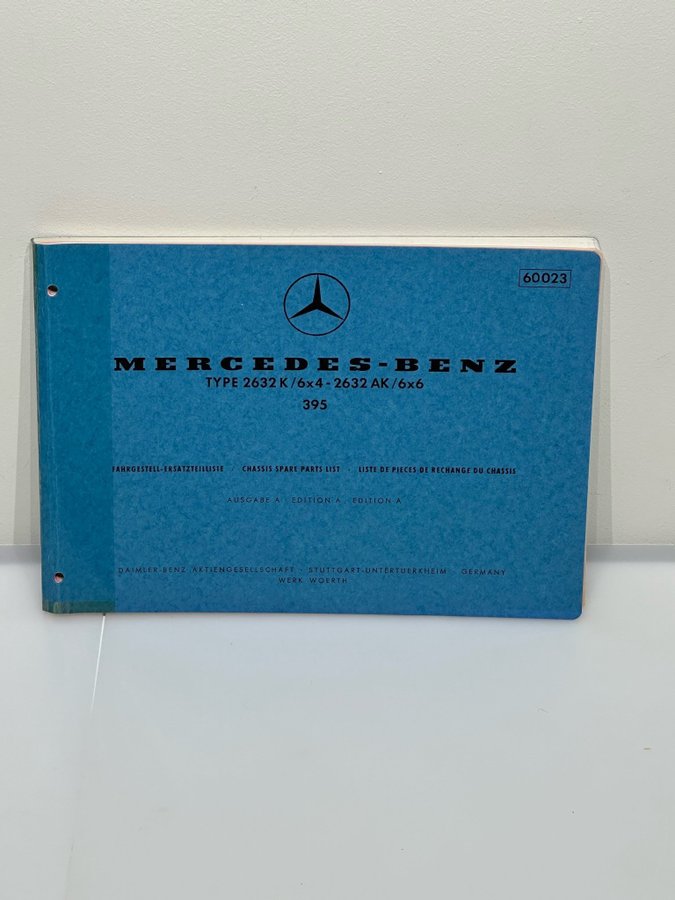 60023
MERCEDES-BENZ
TYPE 2632 K/6x4-2632 AK/6x6
395
FAHRGESTELL-ERSATZTEILLISTE · CHASSIS SPARE PARTS LIST · LISTE DE PIECES DE RECHANGE DU CHASSIS
AUSGABE A · EDITION A · EDITION A
DAIMLER-BENZ AKTIENGESELLSCHAFT · STUTTGART-UNTERTUERKHEIM · GERMANY
WERK WOERTH